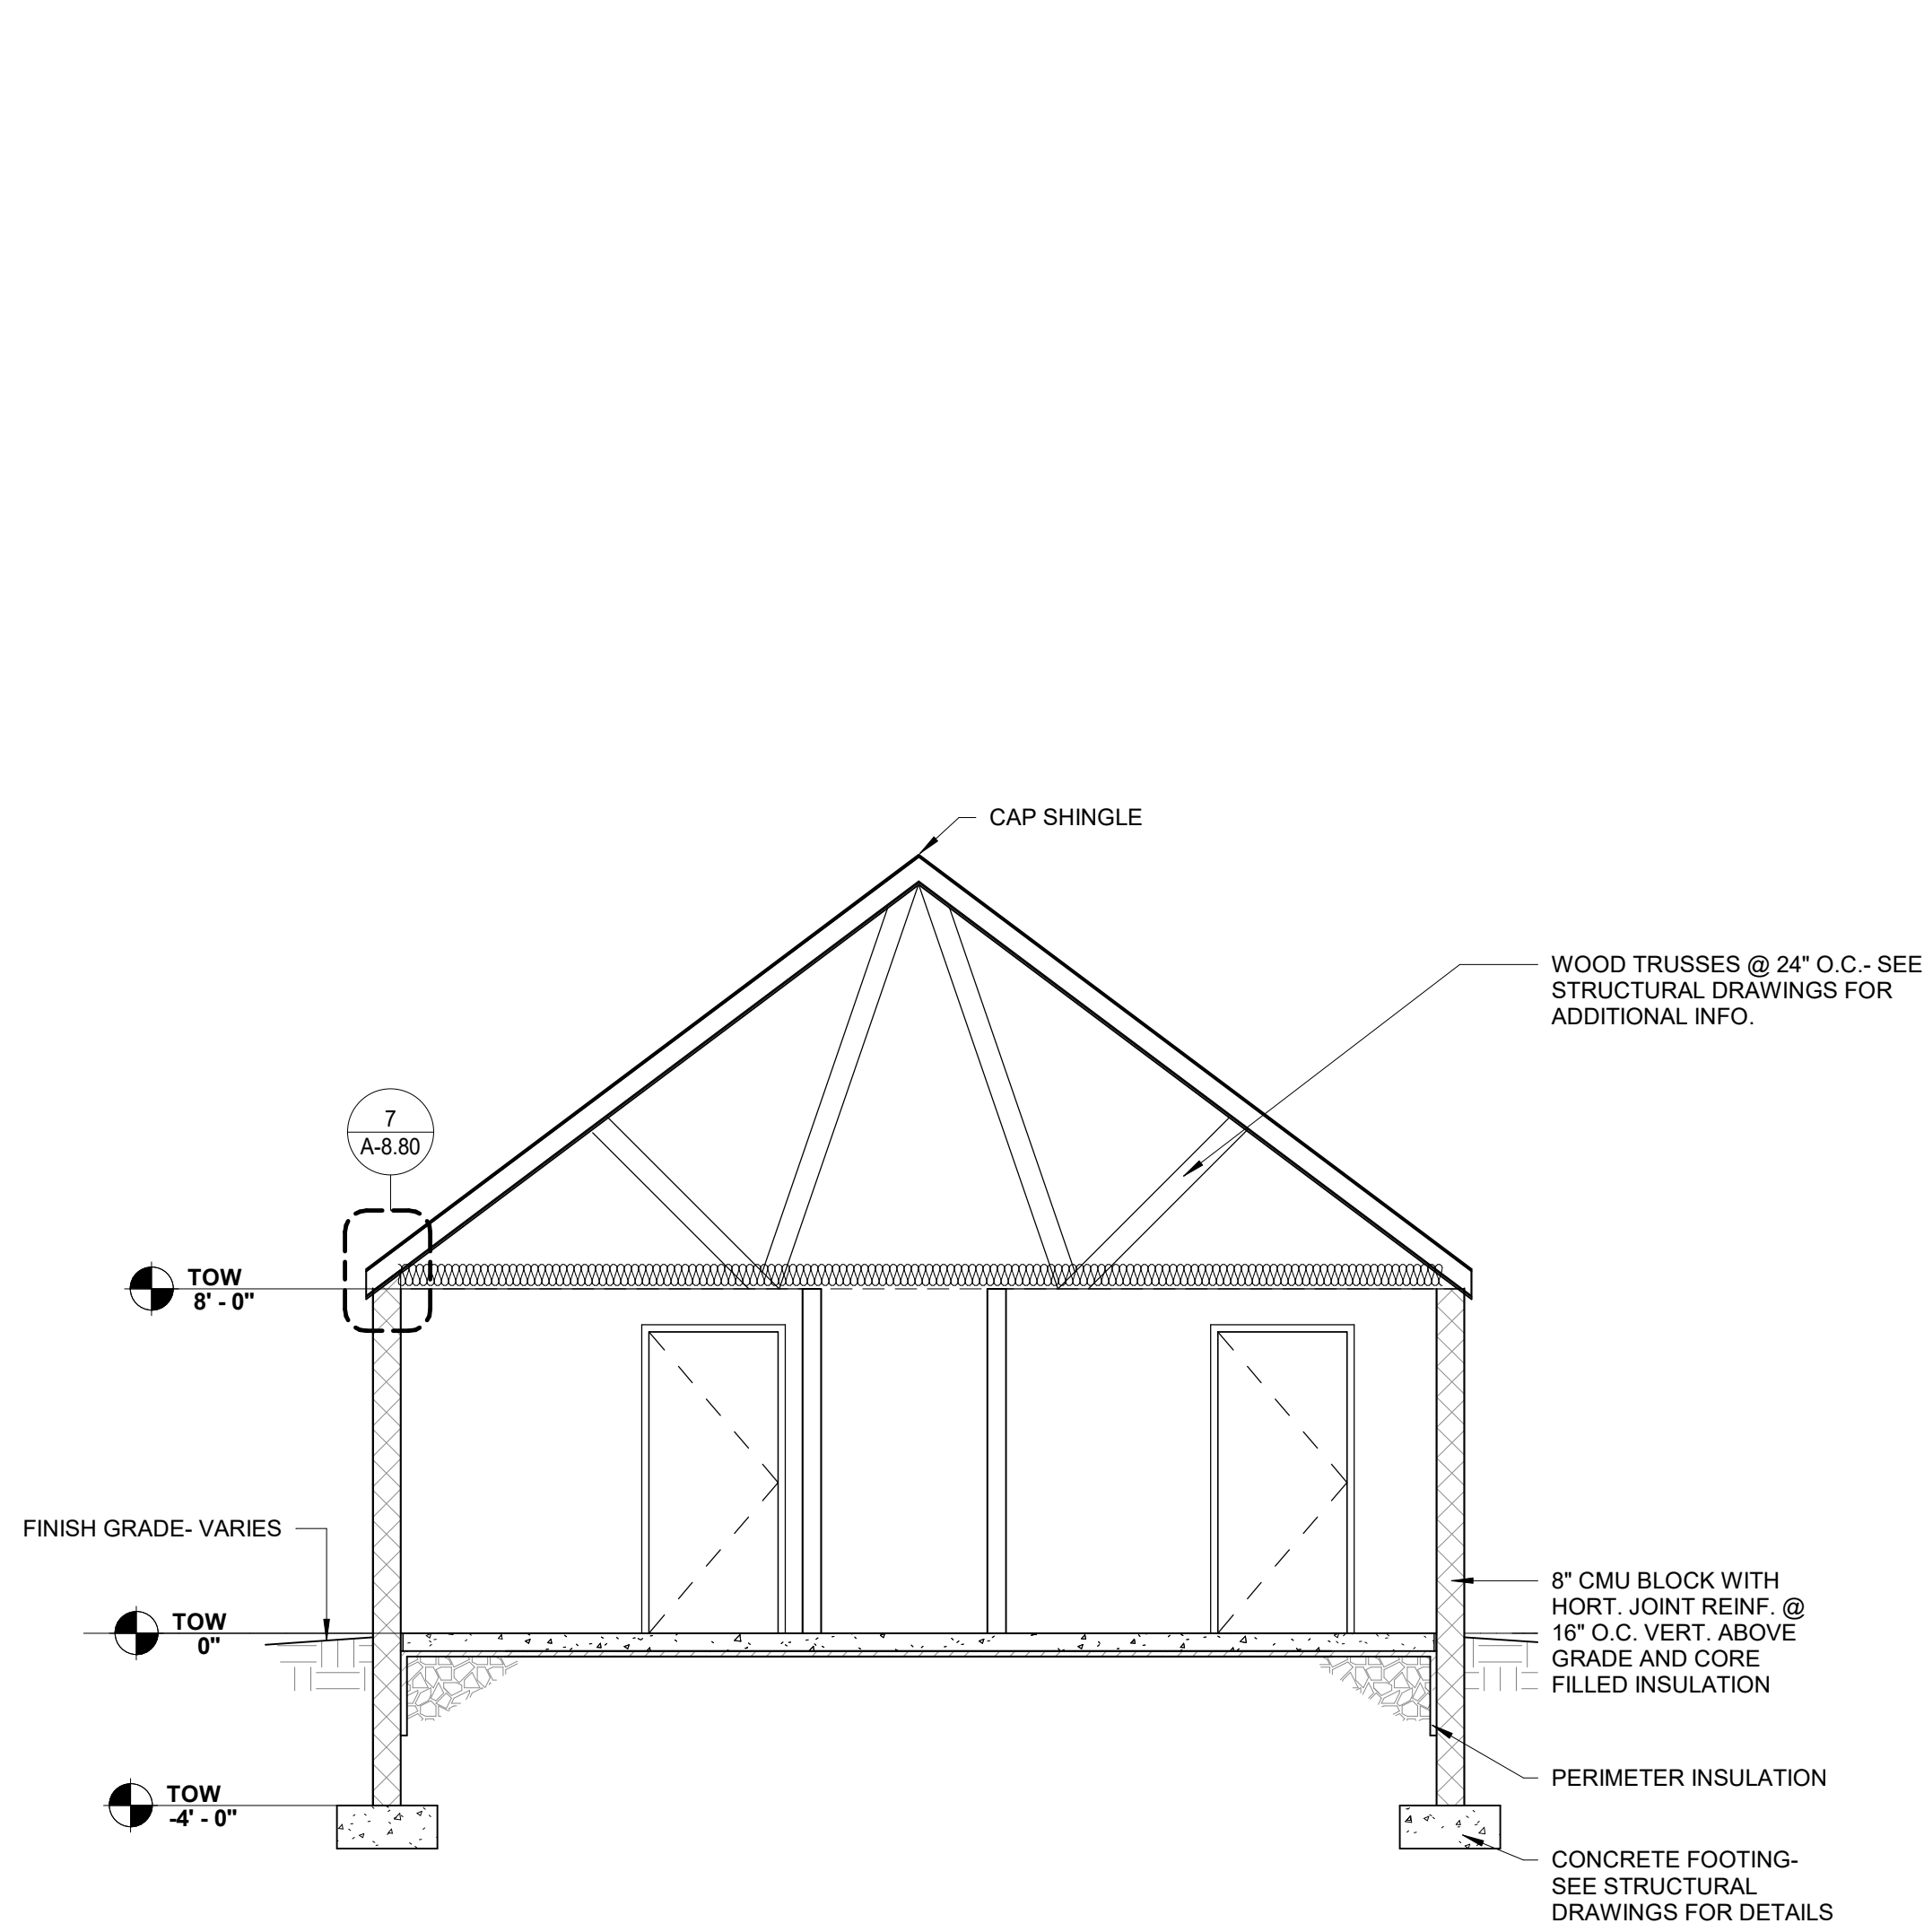 CAP SHINGLE
WOOD TRUSSES @ 24" O.C.- SEE
STRUCTURAL DRAWINGS FOR
ADDITIONAL INFO.
7
A-8.80
TOW
8' - 0"
FINISH GRADE- VARIES
8" CMU BLOCK WITH
HORT. JOINT REINF. @
16" O.C. VERT. ABOVE
GRADE AND CORE
FILLED INSULATION
TOW
0"
PERIMETER INSULATION
TOW
-4' - 0"
CONCRETE FOOTING-
SEE STRUCTURAL
DRAWINGS FOR DETAILS